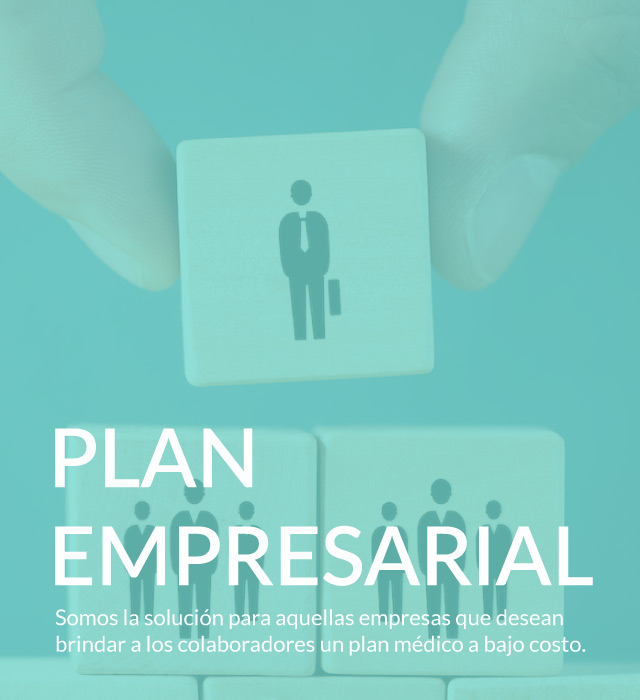 PLAN
EMPRESARIAL
Somos la solución para aquellas empresas que desean
brindar a los colaboradores un plan médico a bajo costo.